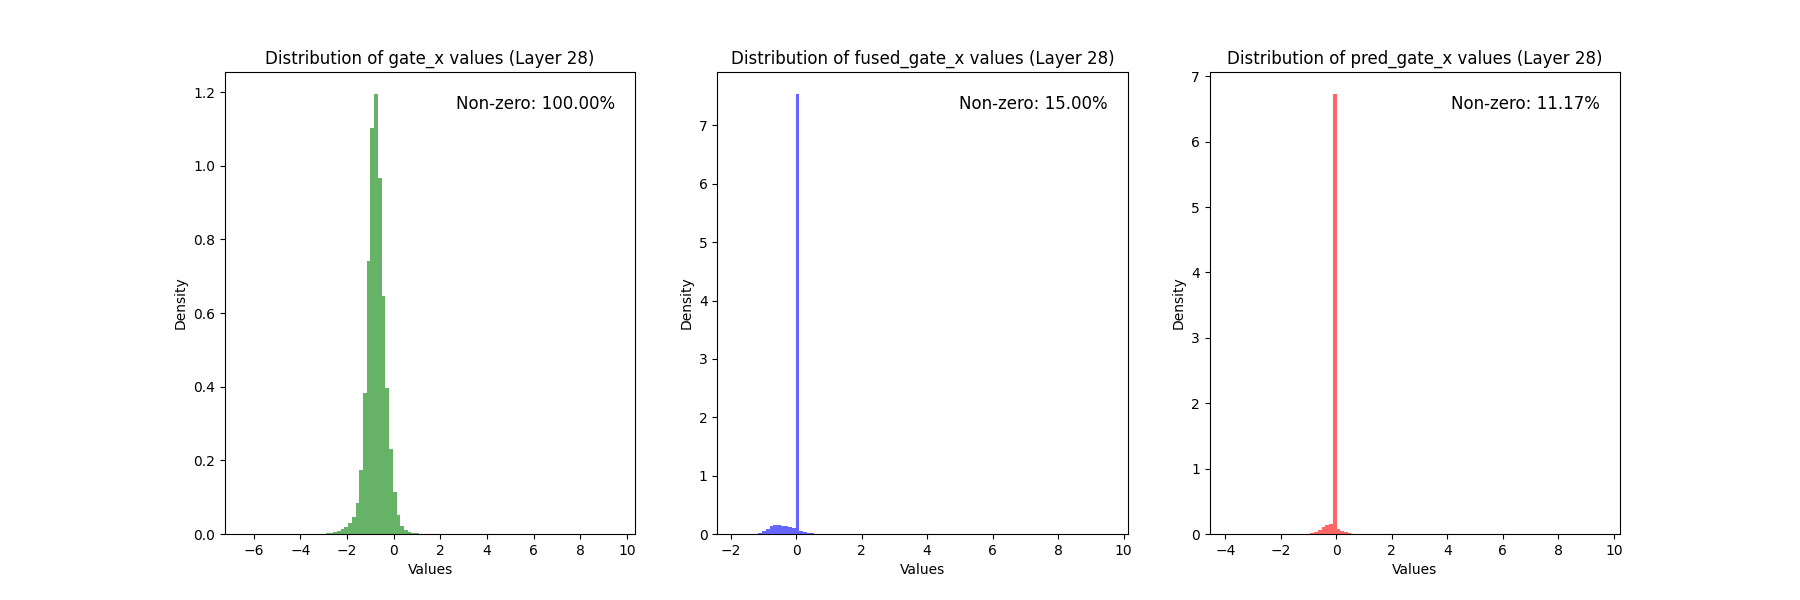 Distribution of gate_x values (Layer 28)
Non-zero: 100.00%
1.2
1.0
0.8
0.6
0.4
0.2
0.0
Density
−6 −4 −2 0 2 4 6 8 10
Values
Distribution of fused_gate_x values (Layer 28)
Non-zero: 15.00%
7
6
5
4
3
2
1
0
Density
−2 0 2 4 6 8 10
Values
Distribution of pred_gate_x values (Layer 28)
Non-zero: 11.17%
7
6
5
4
3
2
1
0
Density
−4 −2 0 2 4 6 8 10
Values